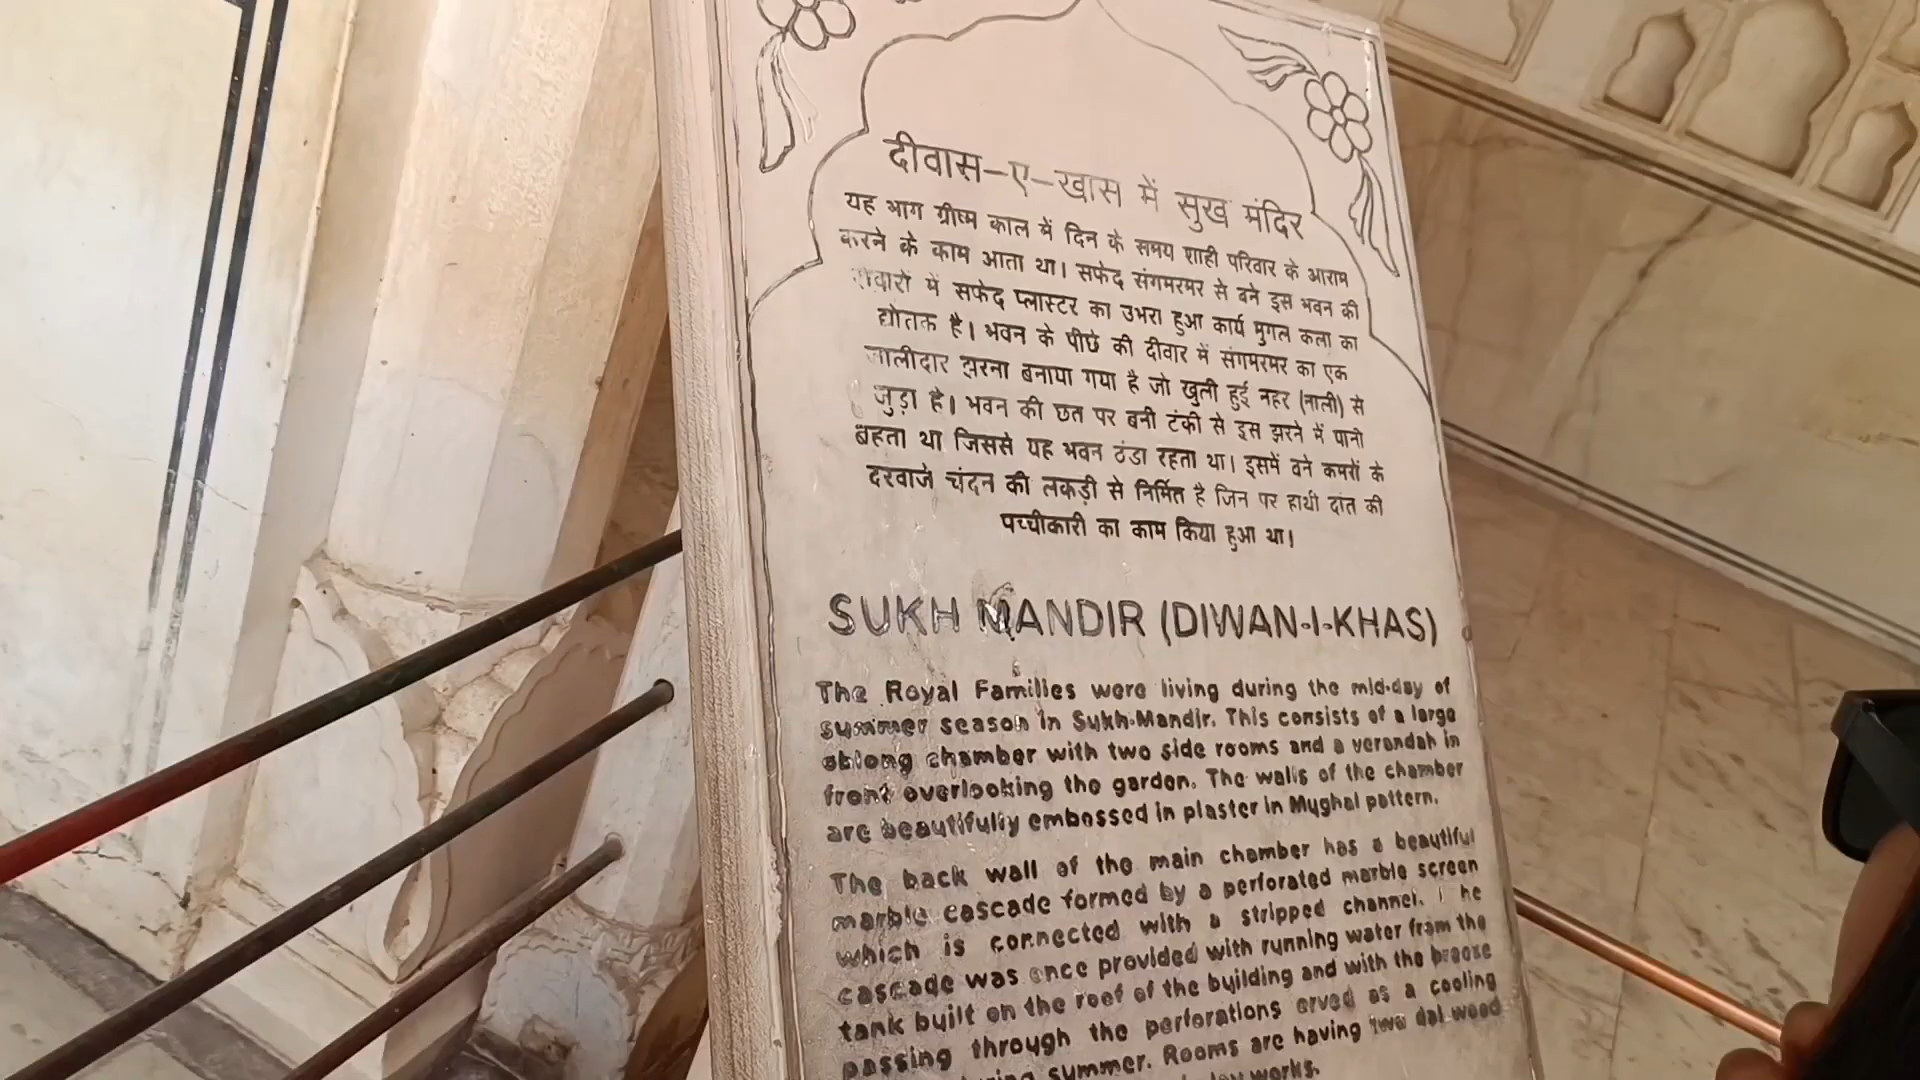 दीवास-ए-खास में सुख मंदिर
यह भाग ग्रीष्म काल में दिन के समय शाही परिवार के आराम
करने के काम आता था। सफेद संगमरमर से बने इस भवन की
दीवारों में सफेद प्लास्टर का उभरा हुआ कार्य मुगल कला का
द्योतक है। भवन के पीछे की दीवार में संगमरमर का एक
जालीदार झरना बनाया गया है जो खुली हुई नहर (नाली) से
जुड़ा है। भवन की छत पर बनी टंकी से इस झरने में पानी
बहता था जिससे यह भवन ठंडा रहता था। इसमें बने कमरों के
दरवाजे चंदन की लकड़ी से निर्मित है जिन पर हाथी दांत की
पच्चीकारी का काम किया हुआ था।
SUKH MANDIR (DIWAN-I-KHAS)
The Royal Families were living during the mid-day of
summer season in Sukh-Mandir. This consists of a large
oblong chamber with two side rooms and a verandah in
front overlooking the garden. The walls of the chamber
are beautifully embossed in plaster in Mughal pattern.
The back wall of the main chamber has a beautiful
marble cascade formed by a perforated marble screen
which is connected with a stripped channel. The
cascade was once provided with running water from the
tank built on the roof of the building and with the breeze
passing through the perforations erved as a cooling
summer. Rooms are having two dal wood
works.